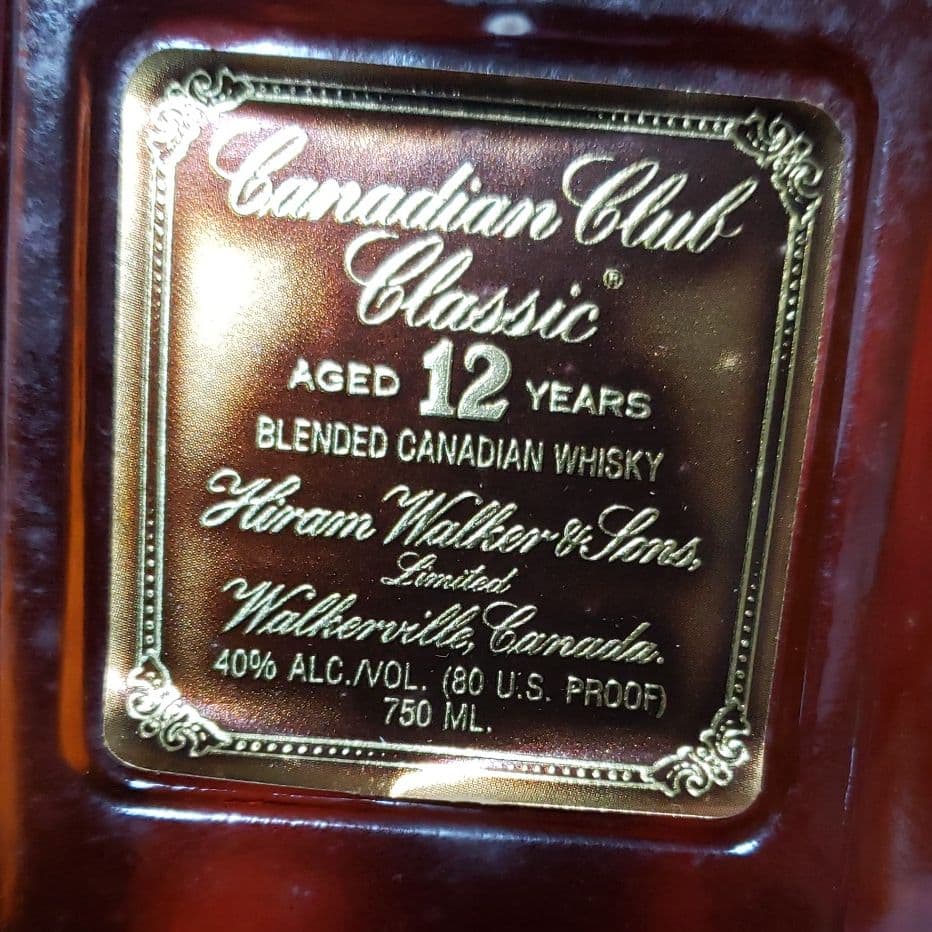 Canadian Club
Classic®
AGED 12 YEARS
BLENDED CANADIAN WHISKY
Hiram Walker & Sons,
Limited
Walkerville, Canada.
40% ALC./VOL. (80 U.S. PROOF)
750 ML.